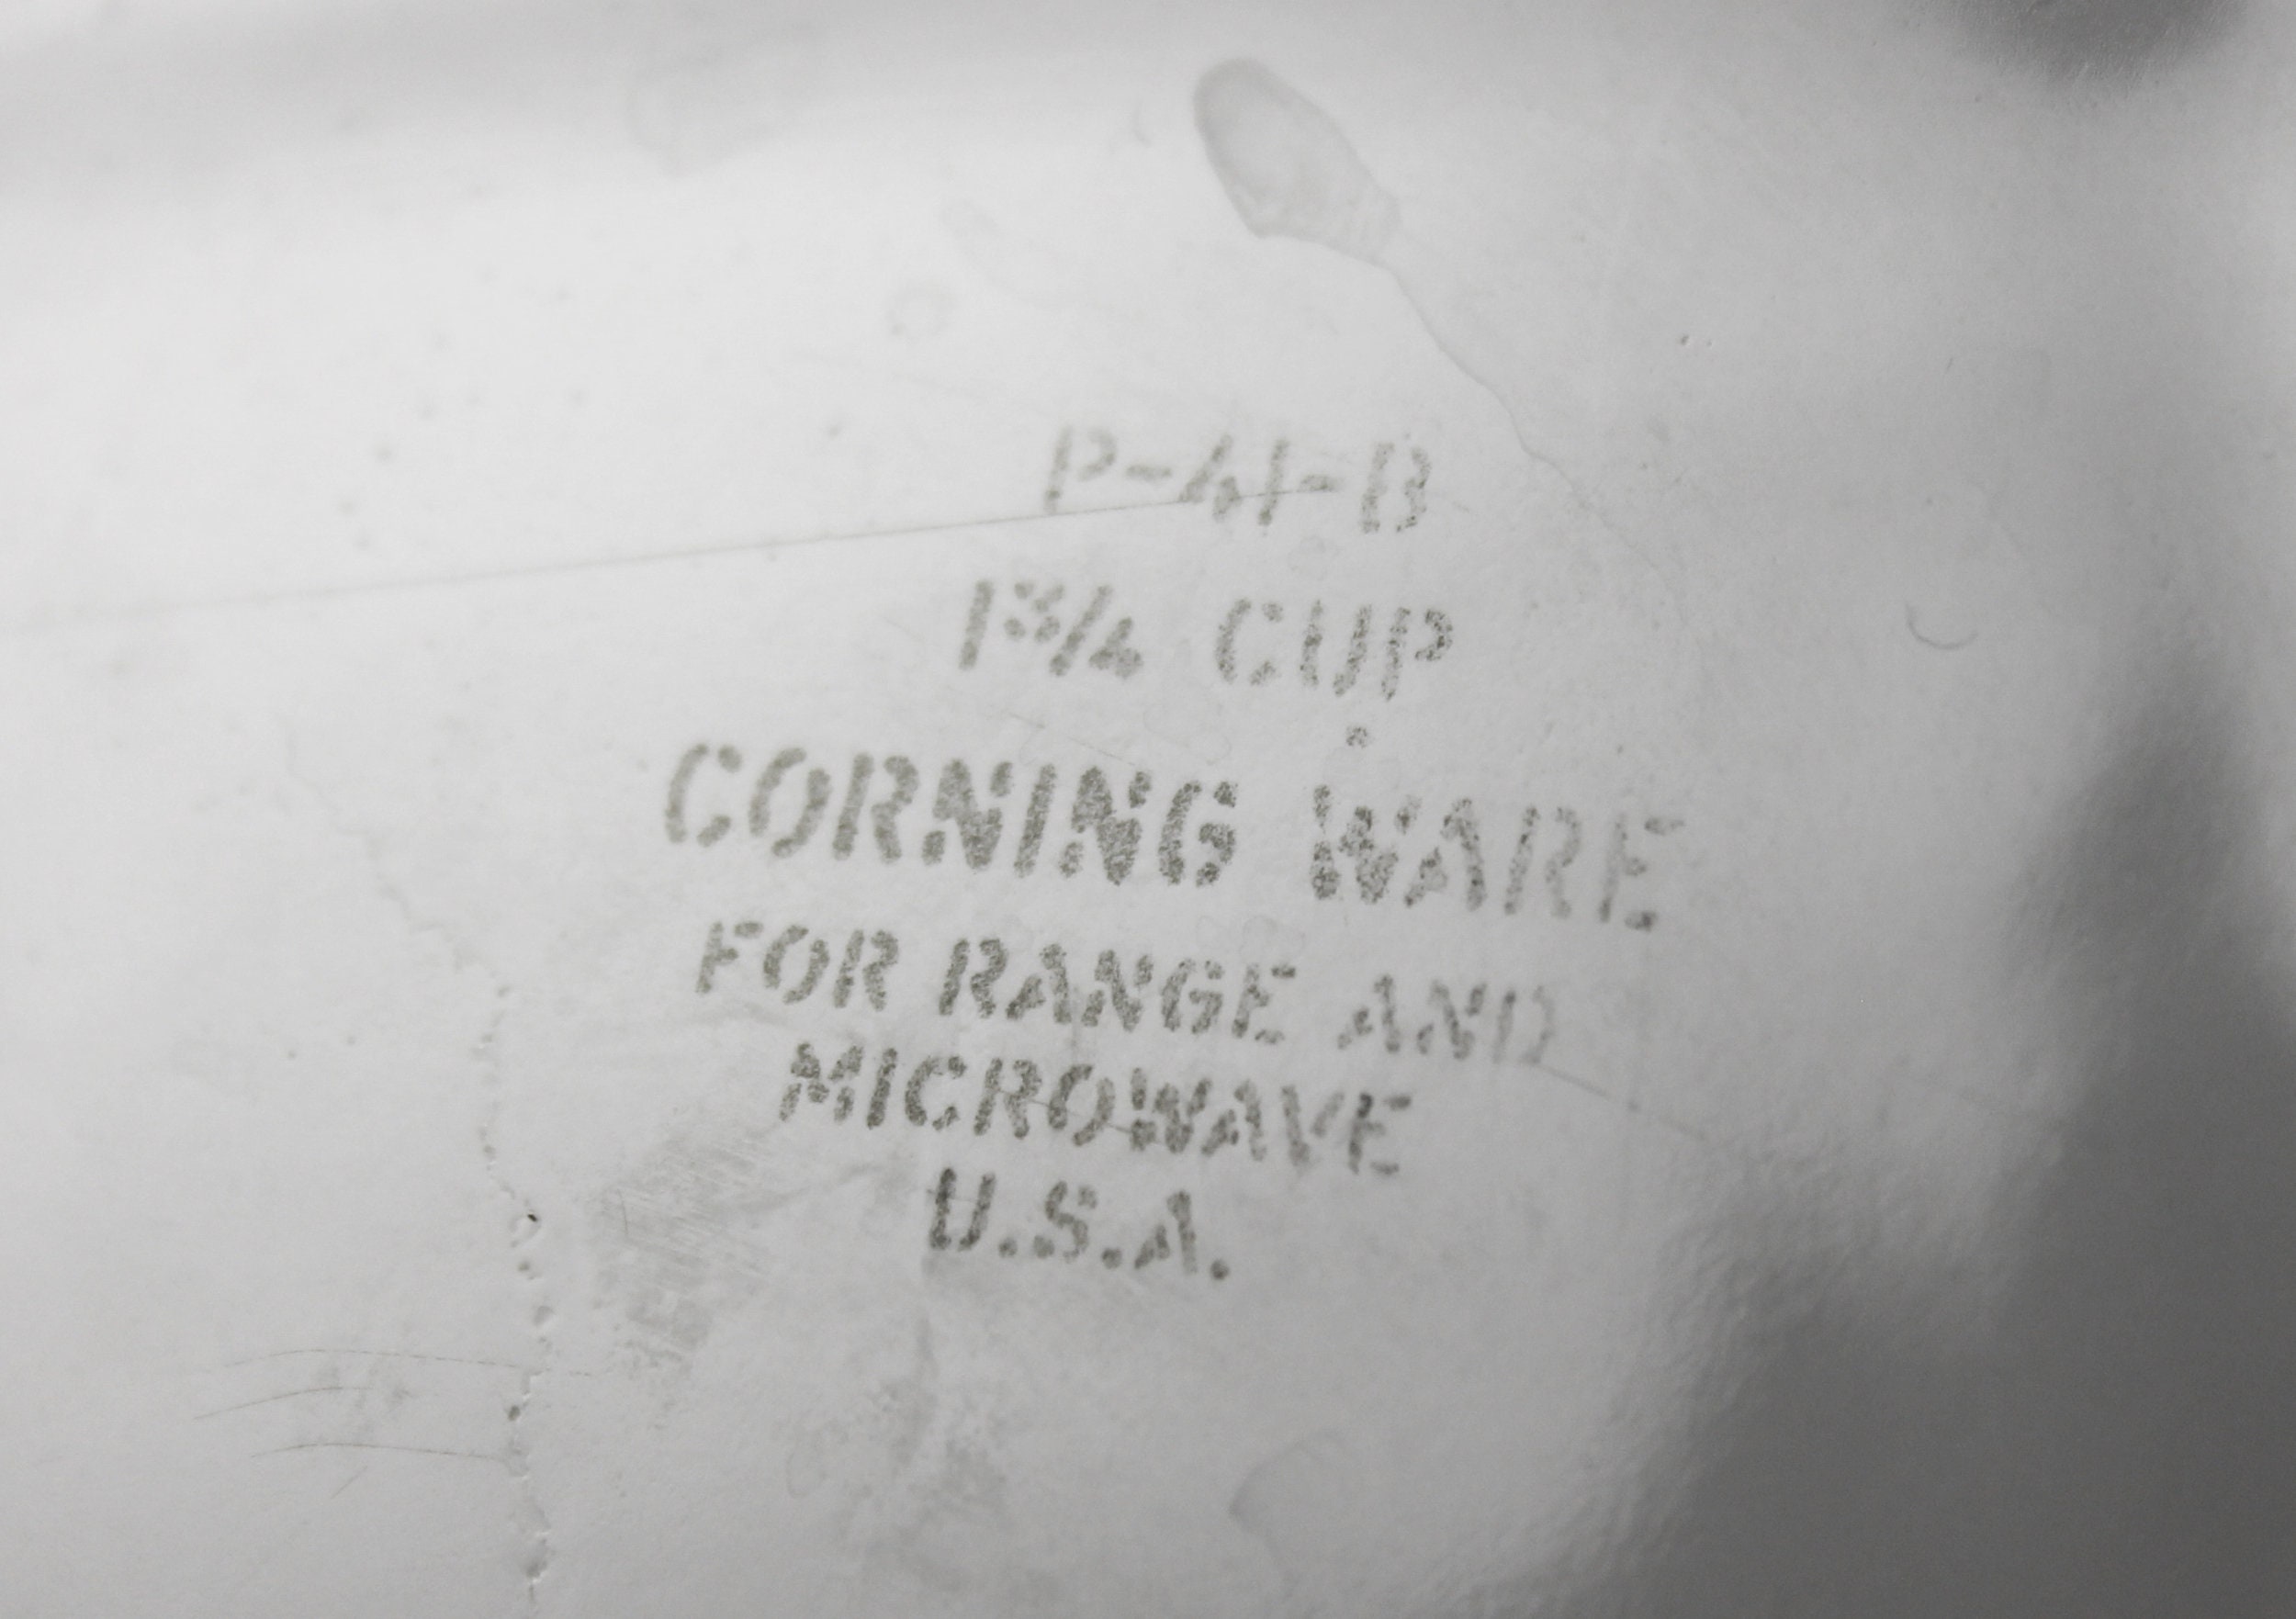 P-41-B
1¾ CUP
CORNING WARE
FOR RANGE AND
MICROWAVE
U.S.A.